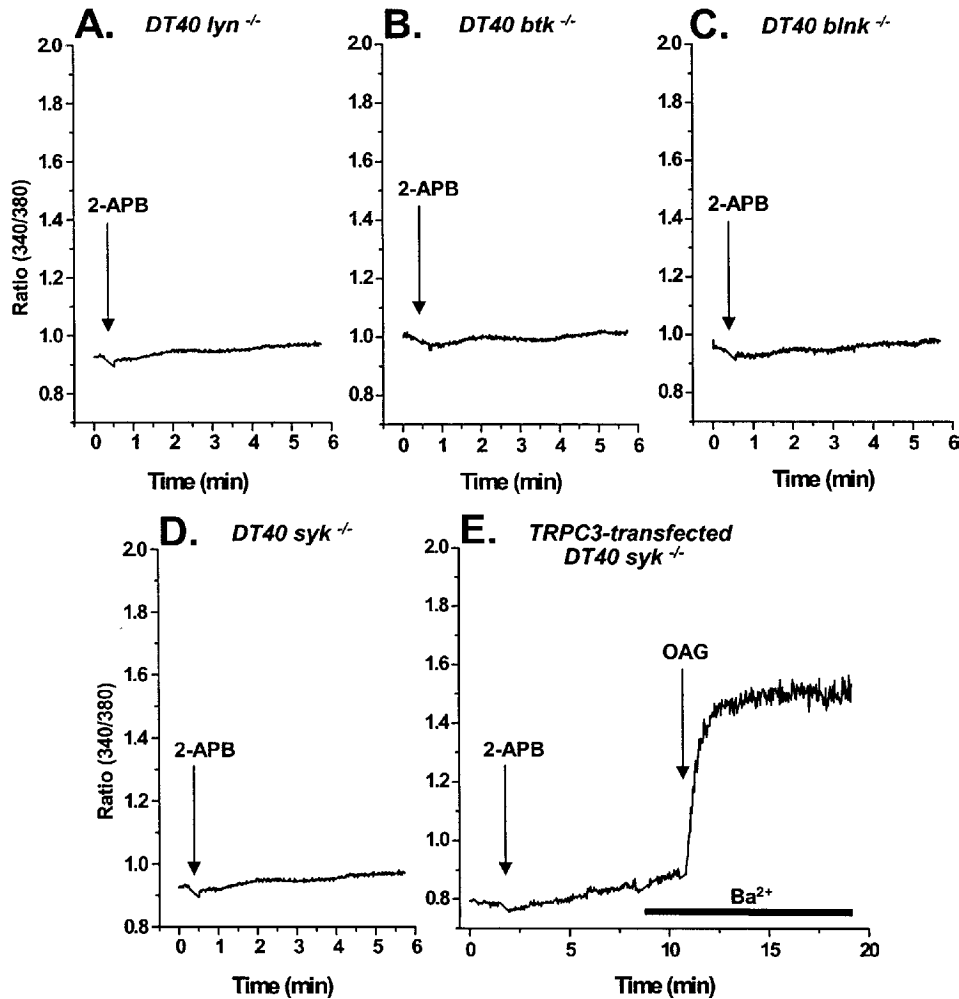 A. DT40 lyn -/-
2.0
1.8
1.6
1.4
1.2
1.0
0.8
Ratio (340/380)
2-APB
0 1 2 3 4 5 6
Time (min)
B. DT40 btk -/-
2.0
1.8
1.6
1.4
1.2
1.0
0.8
2-APB
0 1 2 3 4 5 6
Time (min)
C. DT40 blnk -/-
2.0
1.8
1.6
1.4
1.2
1.0
0.8
2-APB
0 1 2 3 4 5 6
Time (min)
D. DT40 syk -/-
2.0
1.8
1.6
1.4
1.2
1.0
0.8
Ratio (340/380)
2-APB
0 1 2 3 4 5 6
Time (min)
E. TRPC3-transfected
DT40 syk -/-
2.0
1.8
1.6
1.4
1.2
1.0
0.8
2-APB
OAG
Ba2+
0 5 10 15 20
Time (min)